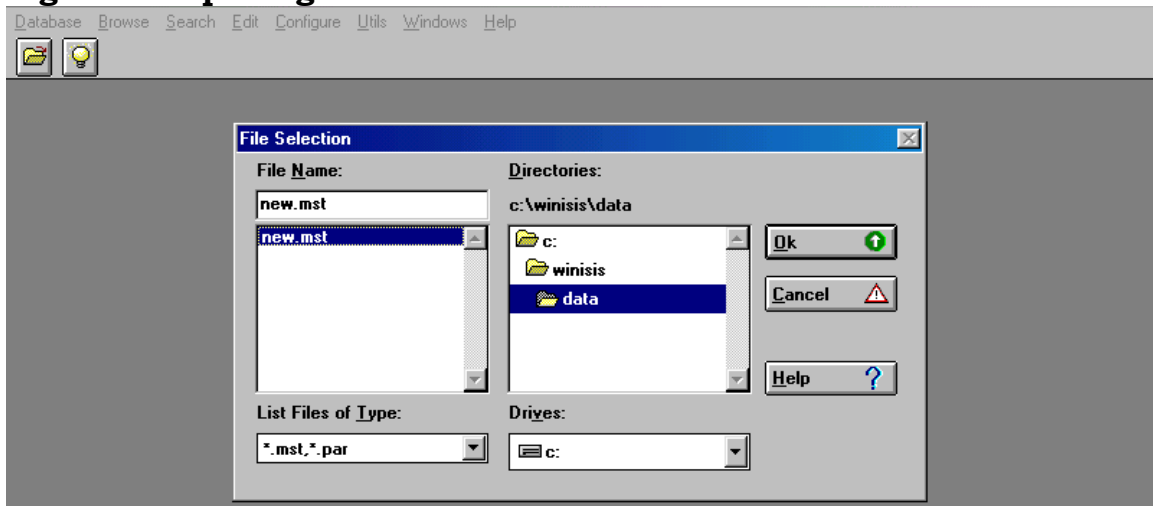 Database Browse Search Edit Configure Utils Windows Help
File Selection
File Name:
new.mst
new.mst
List Files of Type:
*.mst,*.par
Directories:
c:\winisis\data
c:
winisis
data
Drives:
c:
Ok
Cancel
Help